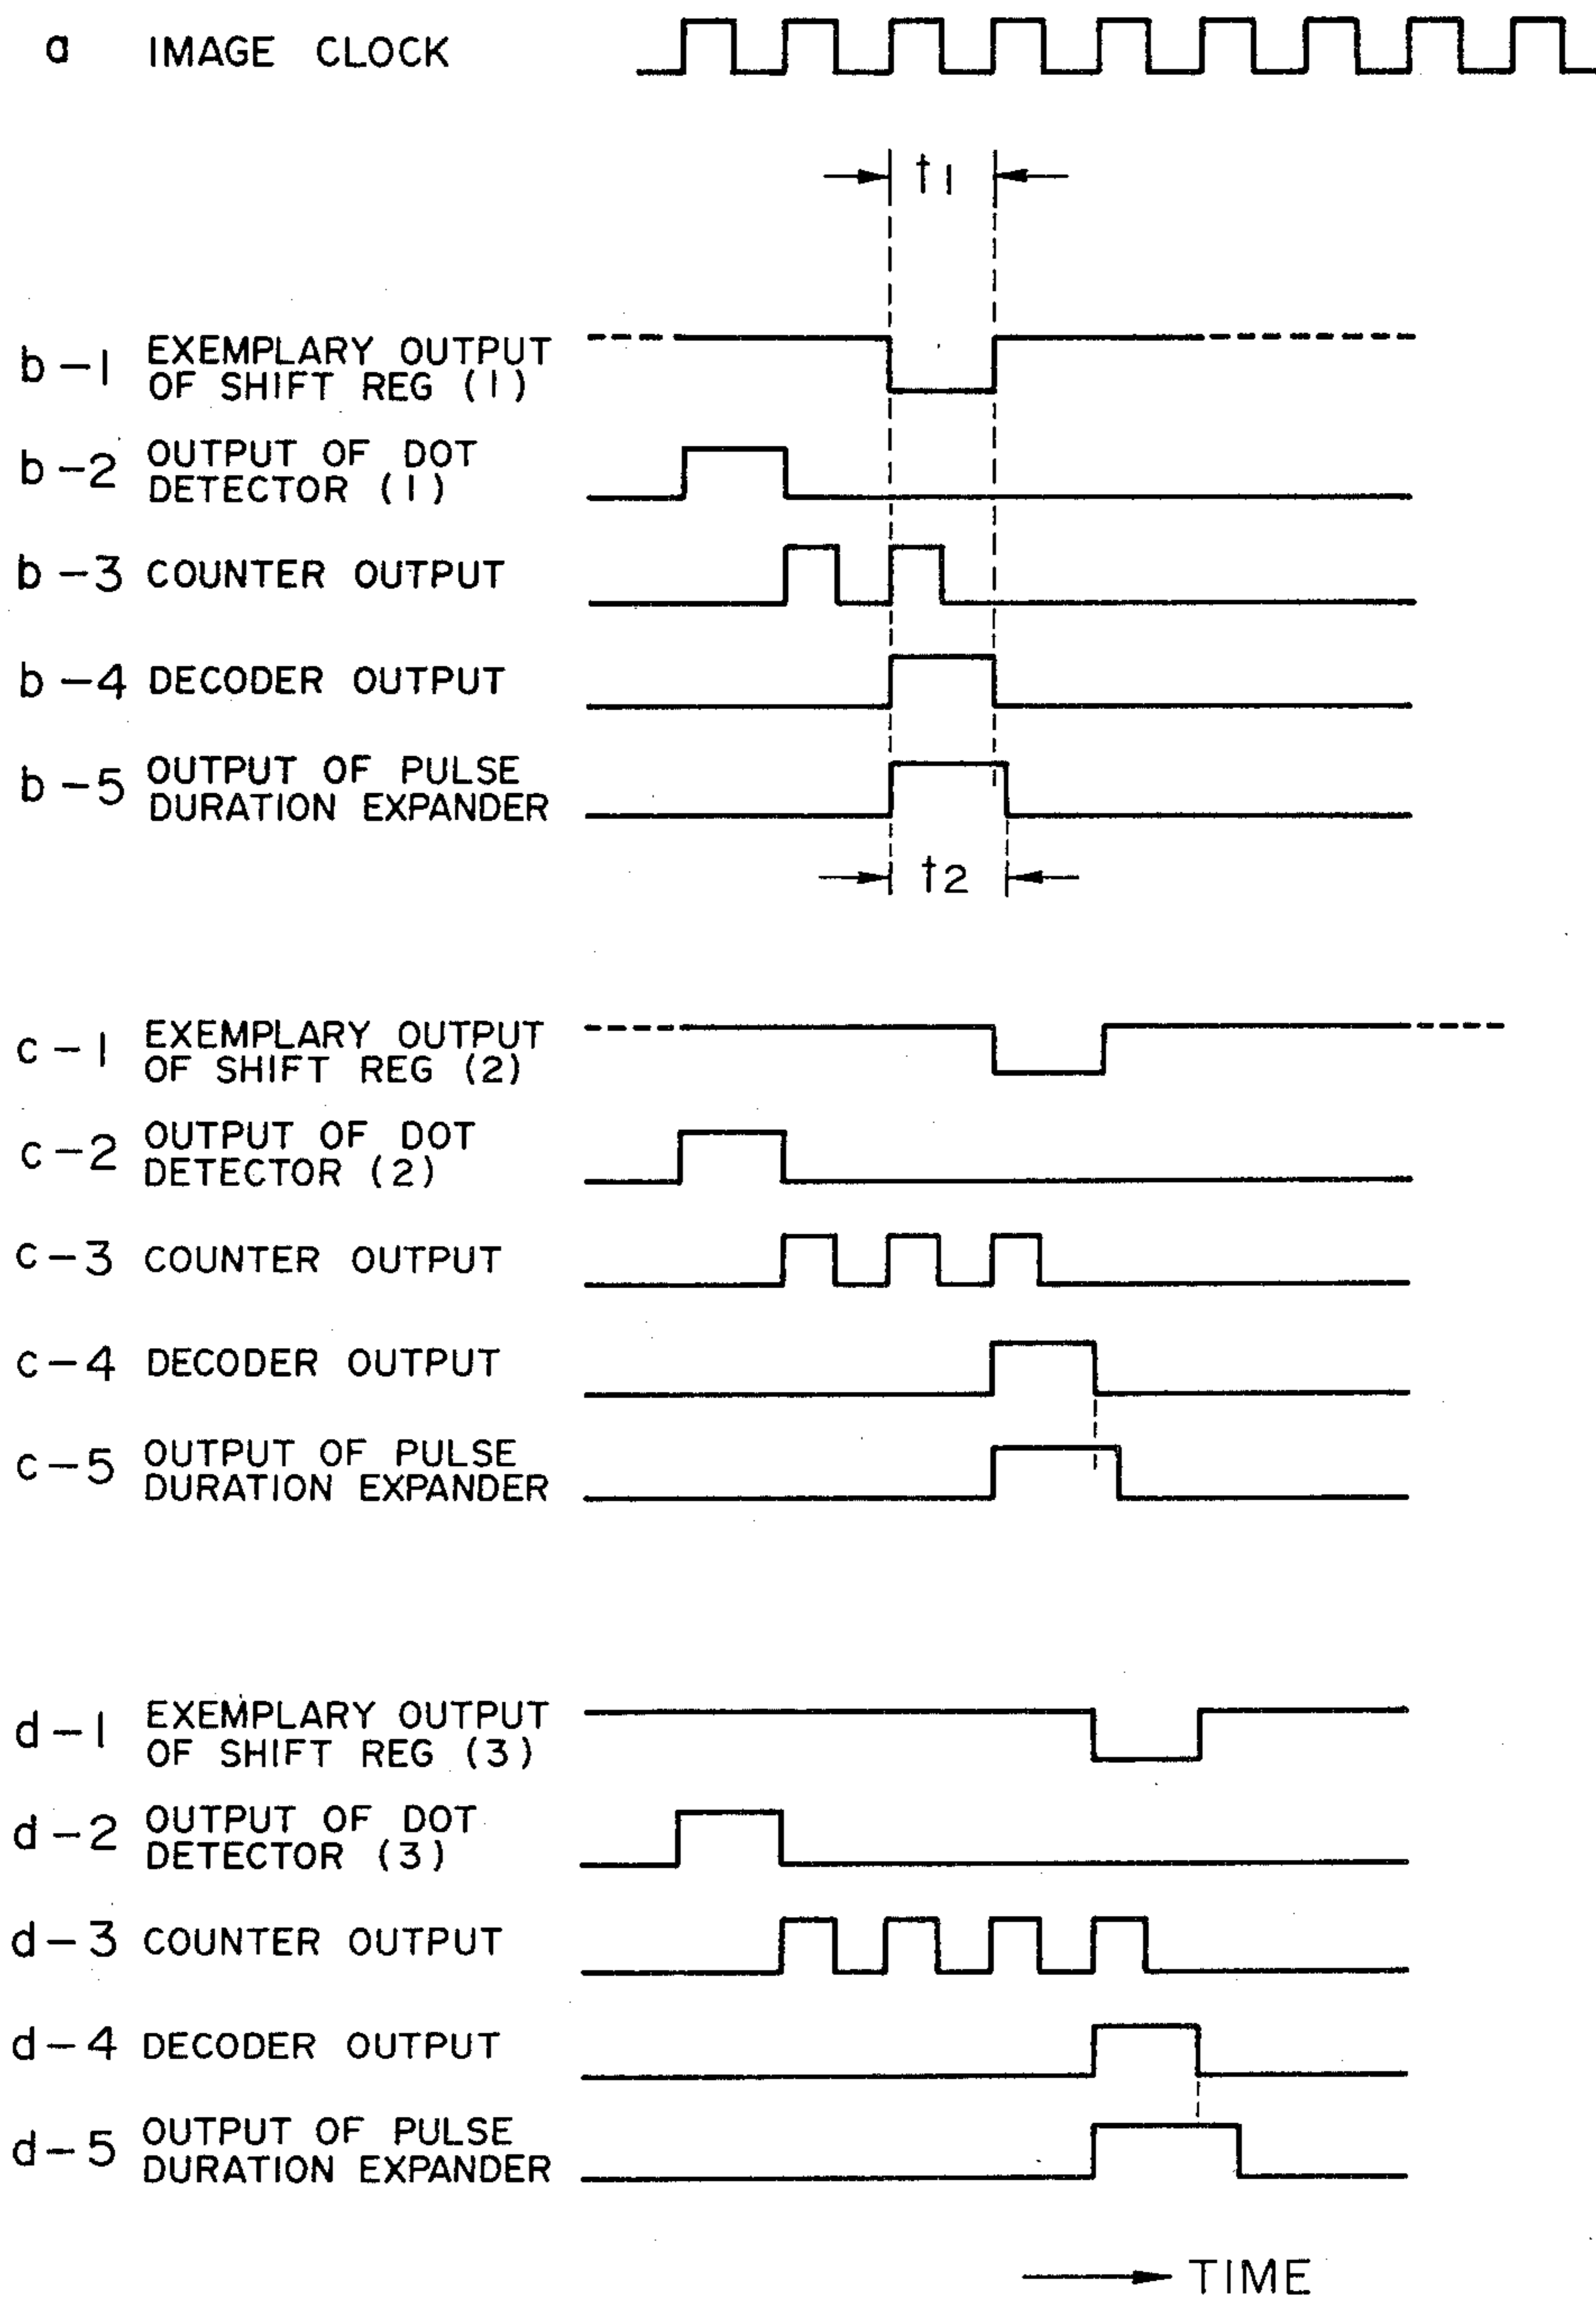 a IMAGE CLOCK
t1
b-1 EXEMPLARY OUTPUT
OF SHIFT REG (1)
b-2 OUTPUT OF DOT
DETECTOR (1)
b-3 COUNTER OUTPUT
b-4 DECODER OUTPUT
b-5 OUTPUT OF PULSE
DURATION EXPANDER
t2
c-1 EXEMPLARY OUTPUT
OF SHIFT REG (2)
c-2 OUTPUT OF DOT
DETECTOR (2)
c-3 COUNTER OUTPUT
c-4 DECODER OUTPUT
c-5 OUTPUT OF PULSE
DURATION EXPANDER
d-1 EXEMPLARY OUTPUT
OF SHIFT REG (3)
d-2 OUTPUT OF DOT
DETECTOR (3)
d-3 COUNTER OUTPUT
d-4 DECODER OUTPUT
d-5 OUTPUT OF PULSE
DURATION EXPANDER
TIME